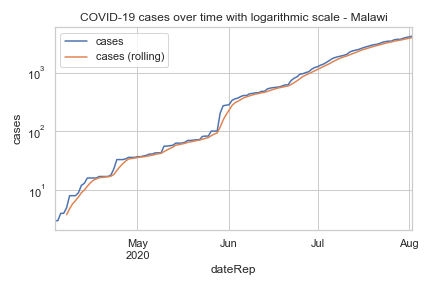 COVID-19 cases over time with logarithmic scale - Malawi
cases
cases (rolling)
10³
10²
10¹
cases
May
2020
Jun
Jul
Aug
dateRep